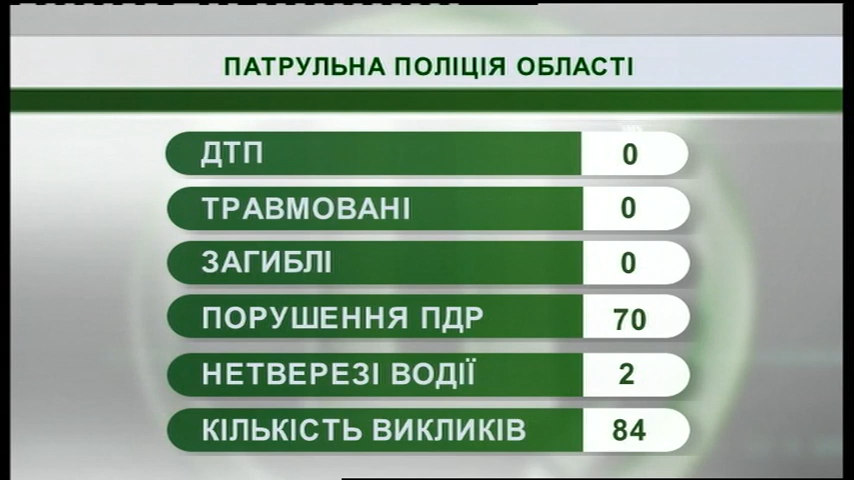 ПАТРУЛЬНА ПОЛІЦІЯ ОБЛАСТІ
ДТП 0
ТРАВМОВАНІ 0
ЗАГИБЛІ 0
ПОРУШЕННЯ ПДР 70
НЕТВЕРЕЗІ ВОДІЇ 2
КІЛЬКІСТЬ ВИКЛИКІВ 84